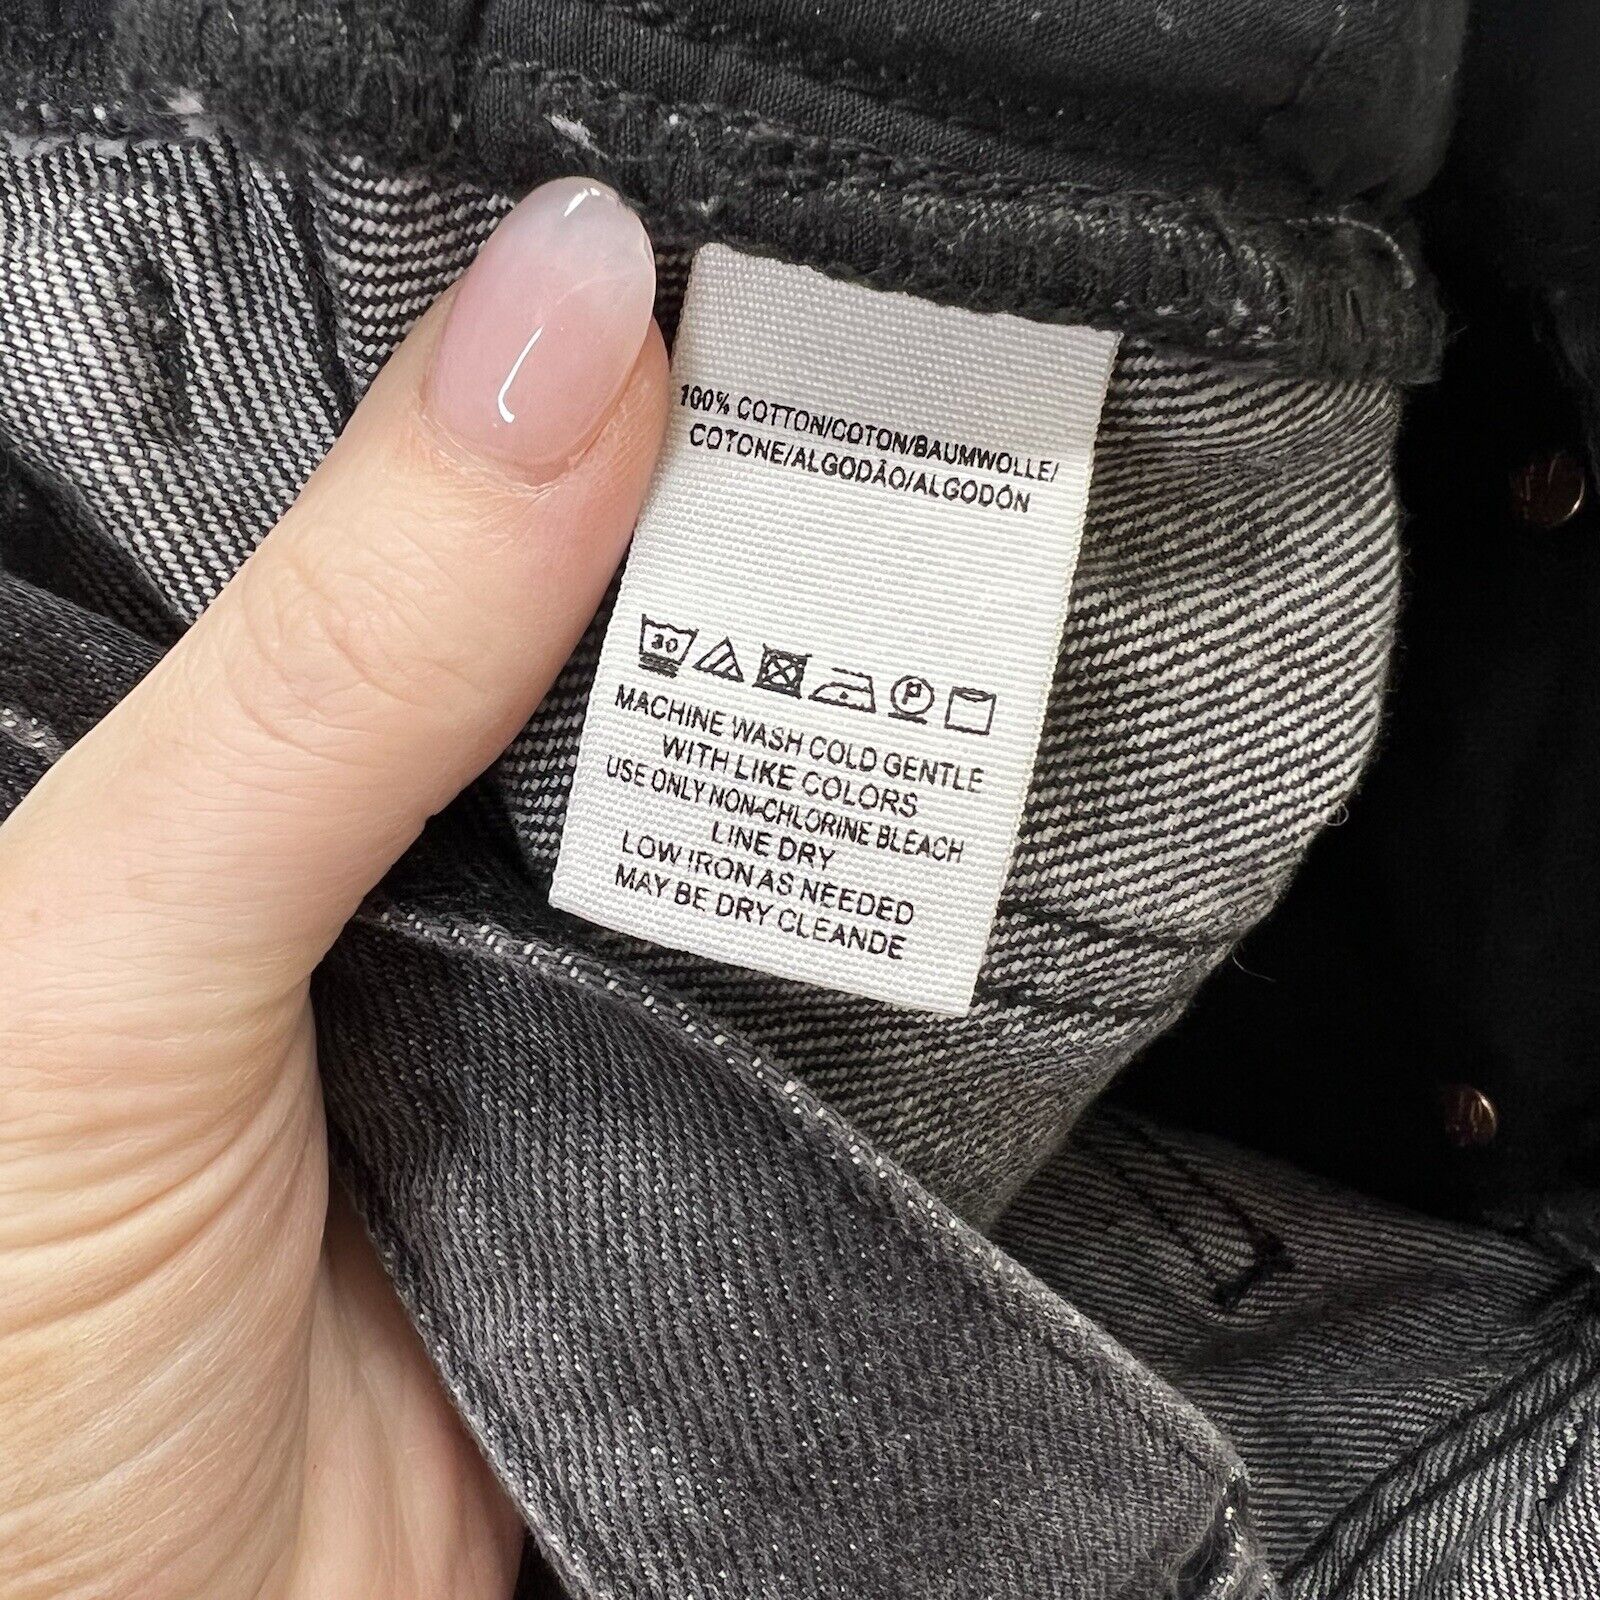 100% COTTON/COTON/BAUMWOLLE/
COTONE/ALGODÃO/ALGODÓN
30
P
MACHINE WASH COLD GENTLE
WITH LIKE COLORS
USE ONLY NON-CHLORINE BLEACH
LINE DRY
LOW IRON AS NEEDED
MAY BE DRY CLEANDE